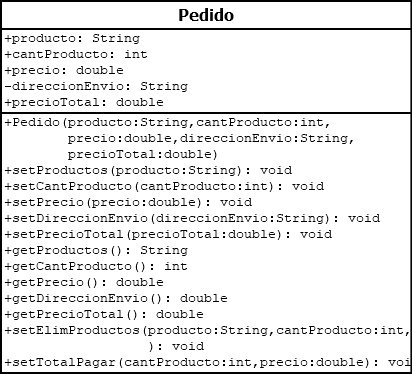 Pedido
+producto: String
+cantProducto: int
+precio: double
-direccionEnvio: String
+precioTotal: double
+Pedido(producto:String,cantProducto:int,
precio:double,direccionEnvio:String,
precioTotal:double)
+setProductos(producto:String): void
+setCantProducto(cantProducto:int): void
+setPrecio(precio:double): void
+setDireccionEnvio(direccionEnvio:String): void
+setPrecioTotal(precioTotal:double): void
+getProductos(): String
+getCantProducto(): int
+getPrecio(): double
+getDireccionEnvio(): double
+getPrecioTotal(): double
+setElimProductos(producto:String,cantProducto:int,
): void
+setTotalPagar(cantProducto:int,precio:double): voi